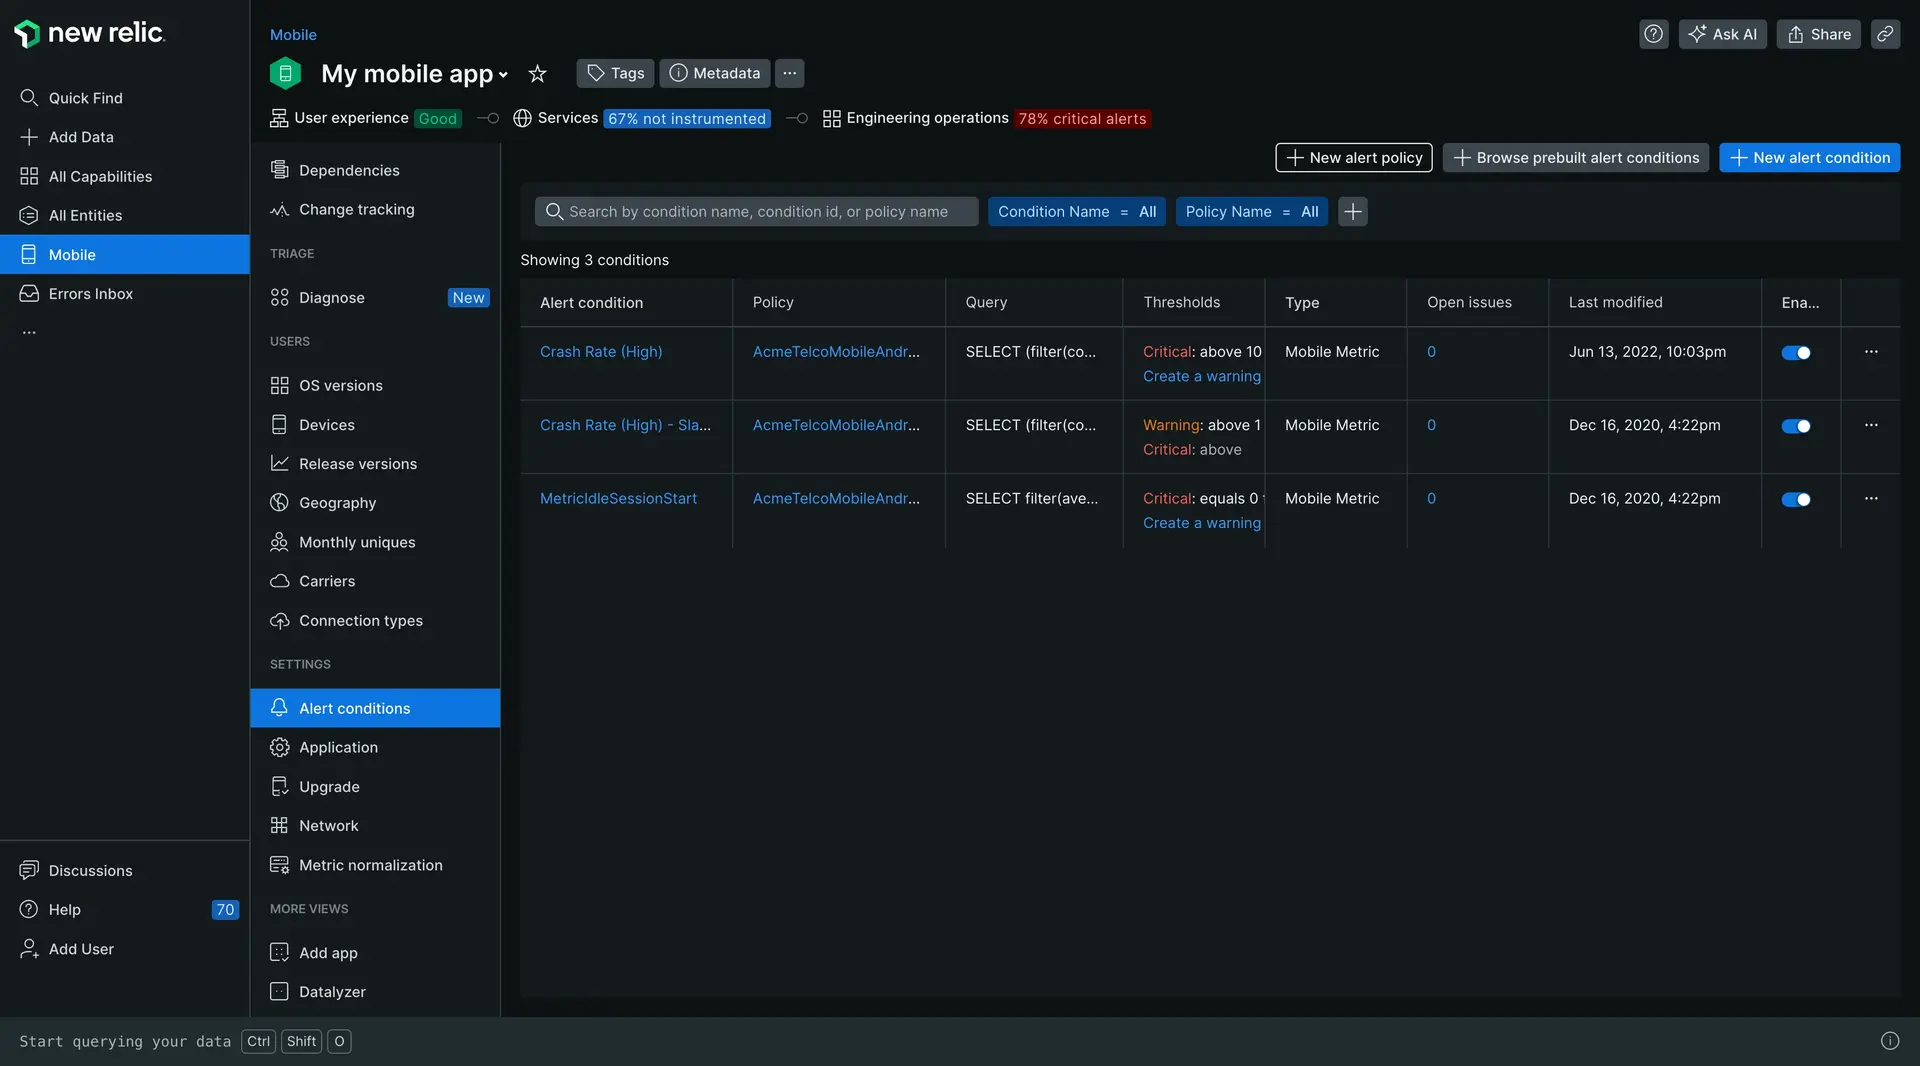 new relic
Quick Find
Add Data
All Capabilities
All Entities
Mobile
Errors Inbox
...
Discussions
Help 70
Add User
Mobile
My mobile app
Tags Metadata ...
Ask AI Share
User experience Good Services 67% not instrumented Engineering operations 78% critical alerts
Dependencies
Change tracking
TRIAGE
Diagnose New
USERS
OS versions
Devices
Release versions
Geography
Monthly uniques
Carriers
Connection types
SETTINGS
Alert conditions
Application
Upgrade
Network
Metric normalization
MORE VIEWS
Add app
Datalyzer
New alert policy Browse prebuilt alert conditions New alert condition
Search by condition name, condition id, or policy name Condition Name = All Policy Name = All
Showing 3 conditions
Alert condition Policy Query Thresholds Type Open issues Last modified Ena...
Crash Rate (High) AcmeTelcoMobileAndr... SELECT (filter(co... Critical: above 10 Mobile Metric 0 Jun 13, 2022, 10:03pm ...
Create a warning
Crash Rate (High) - Sla... AcmeTelcoMobileAndr... SELECT (filter(co... Warning: above 1 Mobile Metric 0 Dec 16, 2020, 4:22pm ...
Critical: above
MetricIdleSessionStart AcmeTelcoMobileAndr... SELECT filter(ave... Critical: equals 0 Mobile Metric 0 Dec 16, 2020, 4:22pm ...
Create a warning
Start querying your data Ctrl Shift O